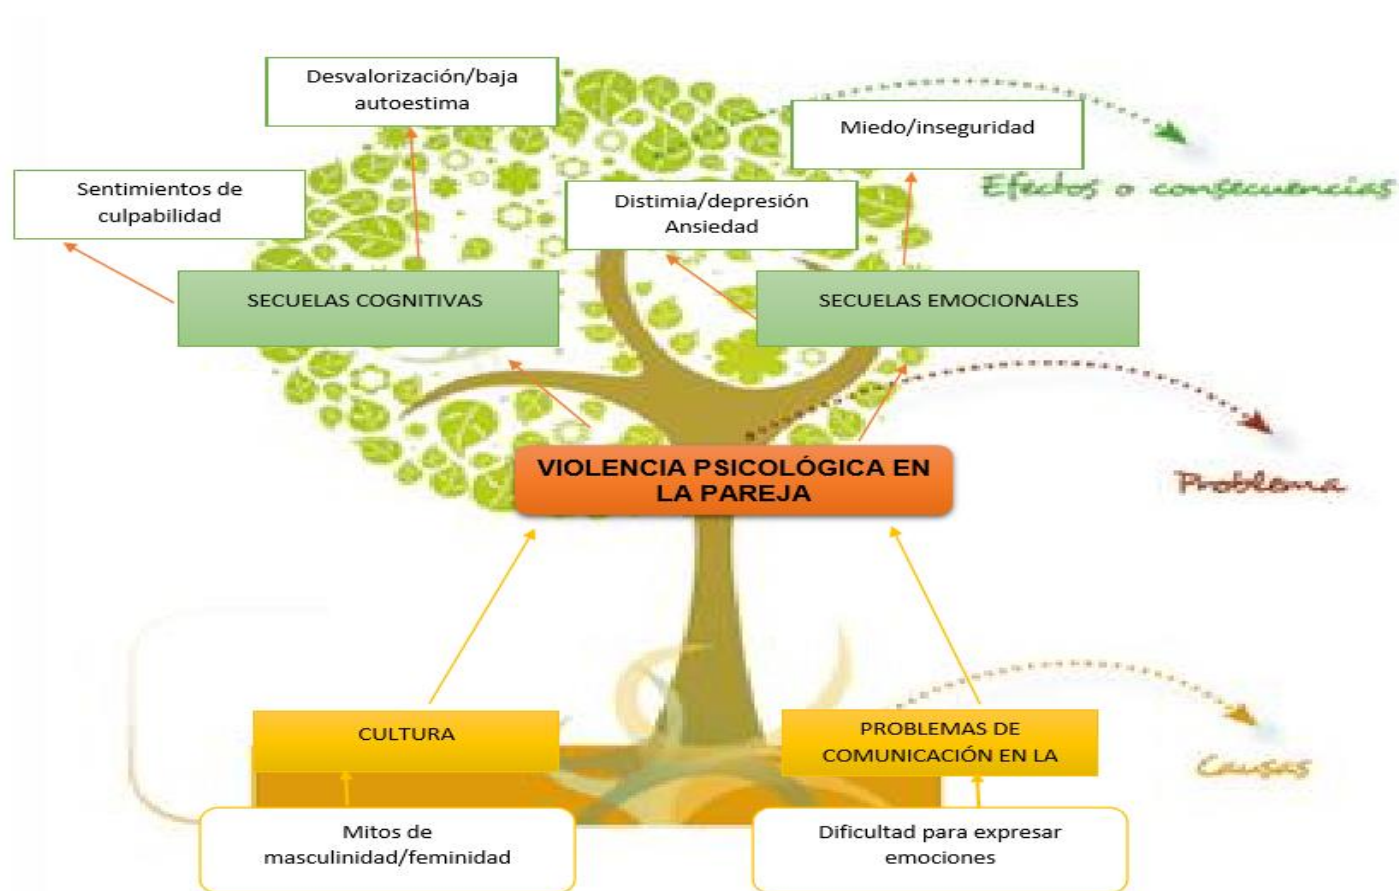 Desvalorización/baja
autoestima
Miedo/inseguridad
Efectos o consecuencias
Sentimientos de
culpabilidad
Distimia/depresión
Ansiedad
SECUELAS COGNITIVAS
SECUELAS EMOCIONALES
VIOLENCIA PSICOLÓGICA EN
LA PAREJA
Problema
CULTURA
PROBLEMAS DE
COMUNICACIÓN EN LA
Causas
Mitos de
masculinidad/feminidad
Dificultad para expresar
emociones